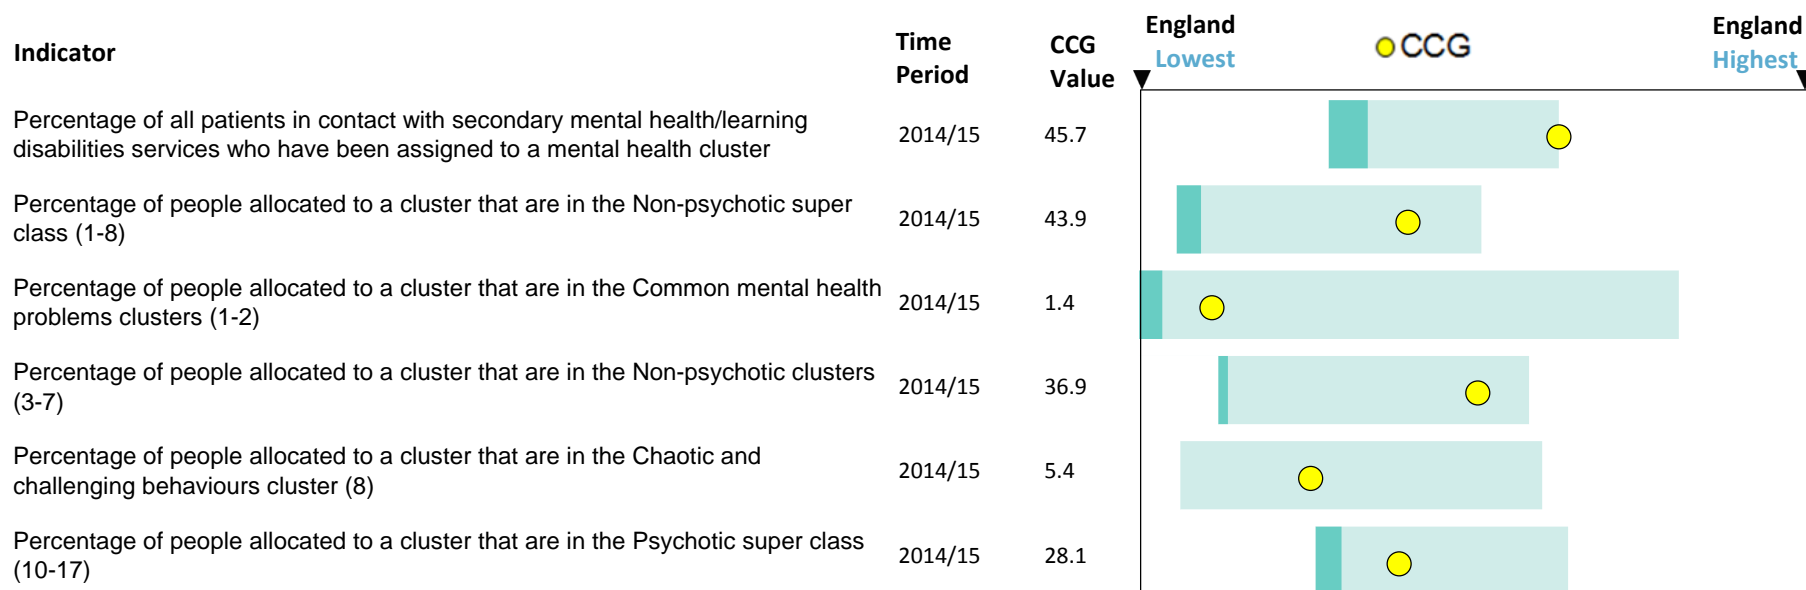 Indicator
Time
Period
CCG
Value
England
Lowest
CCG
England
Highest
Percentage of all patients in contact with secondary mental health/learning
disabilities services who have been assigned to a mental health cluster
2014/15
45.7
Percentage of people allocated to a cluster that are in the Non-psychotic super
class (1-8)
2014/15
43.9
Percentage of people allocated to a cluster that are in the Common mental health
problems clusters (1-2)
2014/15
1.4
Percentage of people allocated to a cluster that are in the Non-psychotic clusters
(3-7)
2014/15
36.9
Percentage of people allocated to a cluster that are in the Chaotic and
challenging behaviours cluster (8)
2014/15
5.4
Percentage of people allocated to a cluster that are in the Psychotic super class
(10-17)
2014/15
28.1